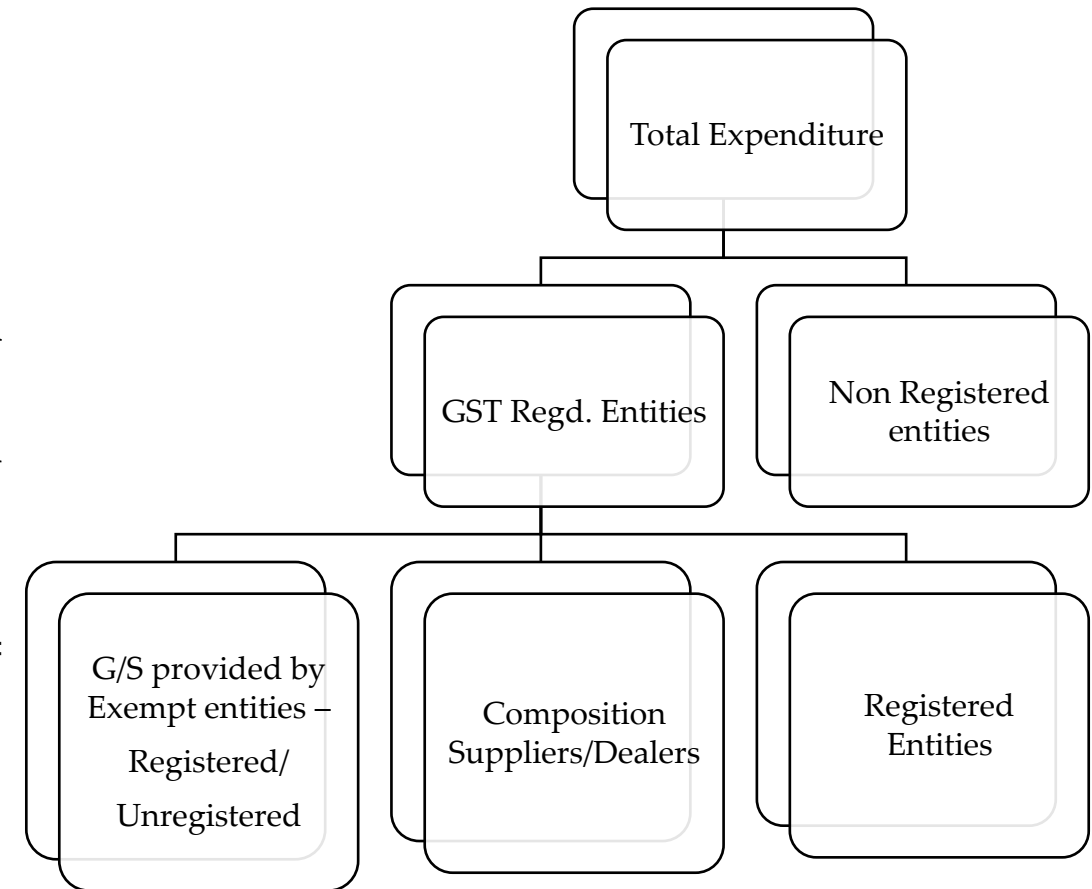 Total Expenditure
GST Regd. Entities
Non Registered
entities
G/S provided by
Exempt entities –
Registered/
Unregistered
Composition
Suppliers/Dealers
Registered
Entities